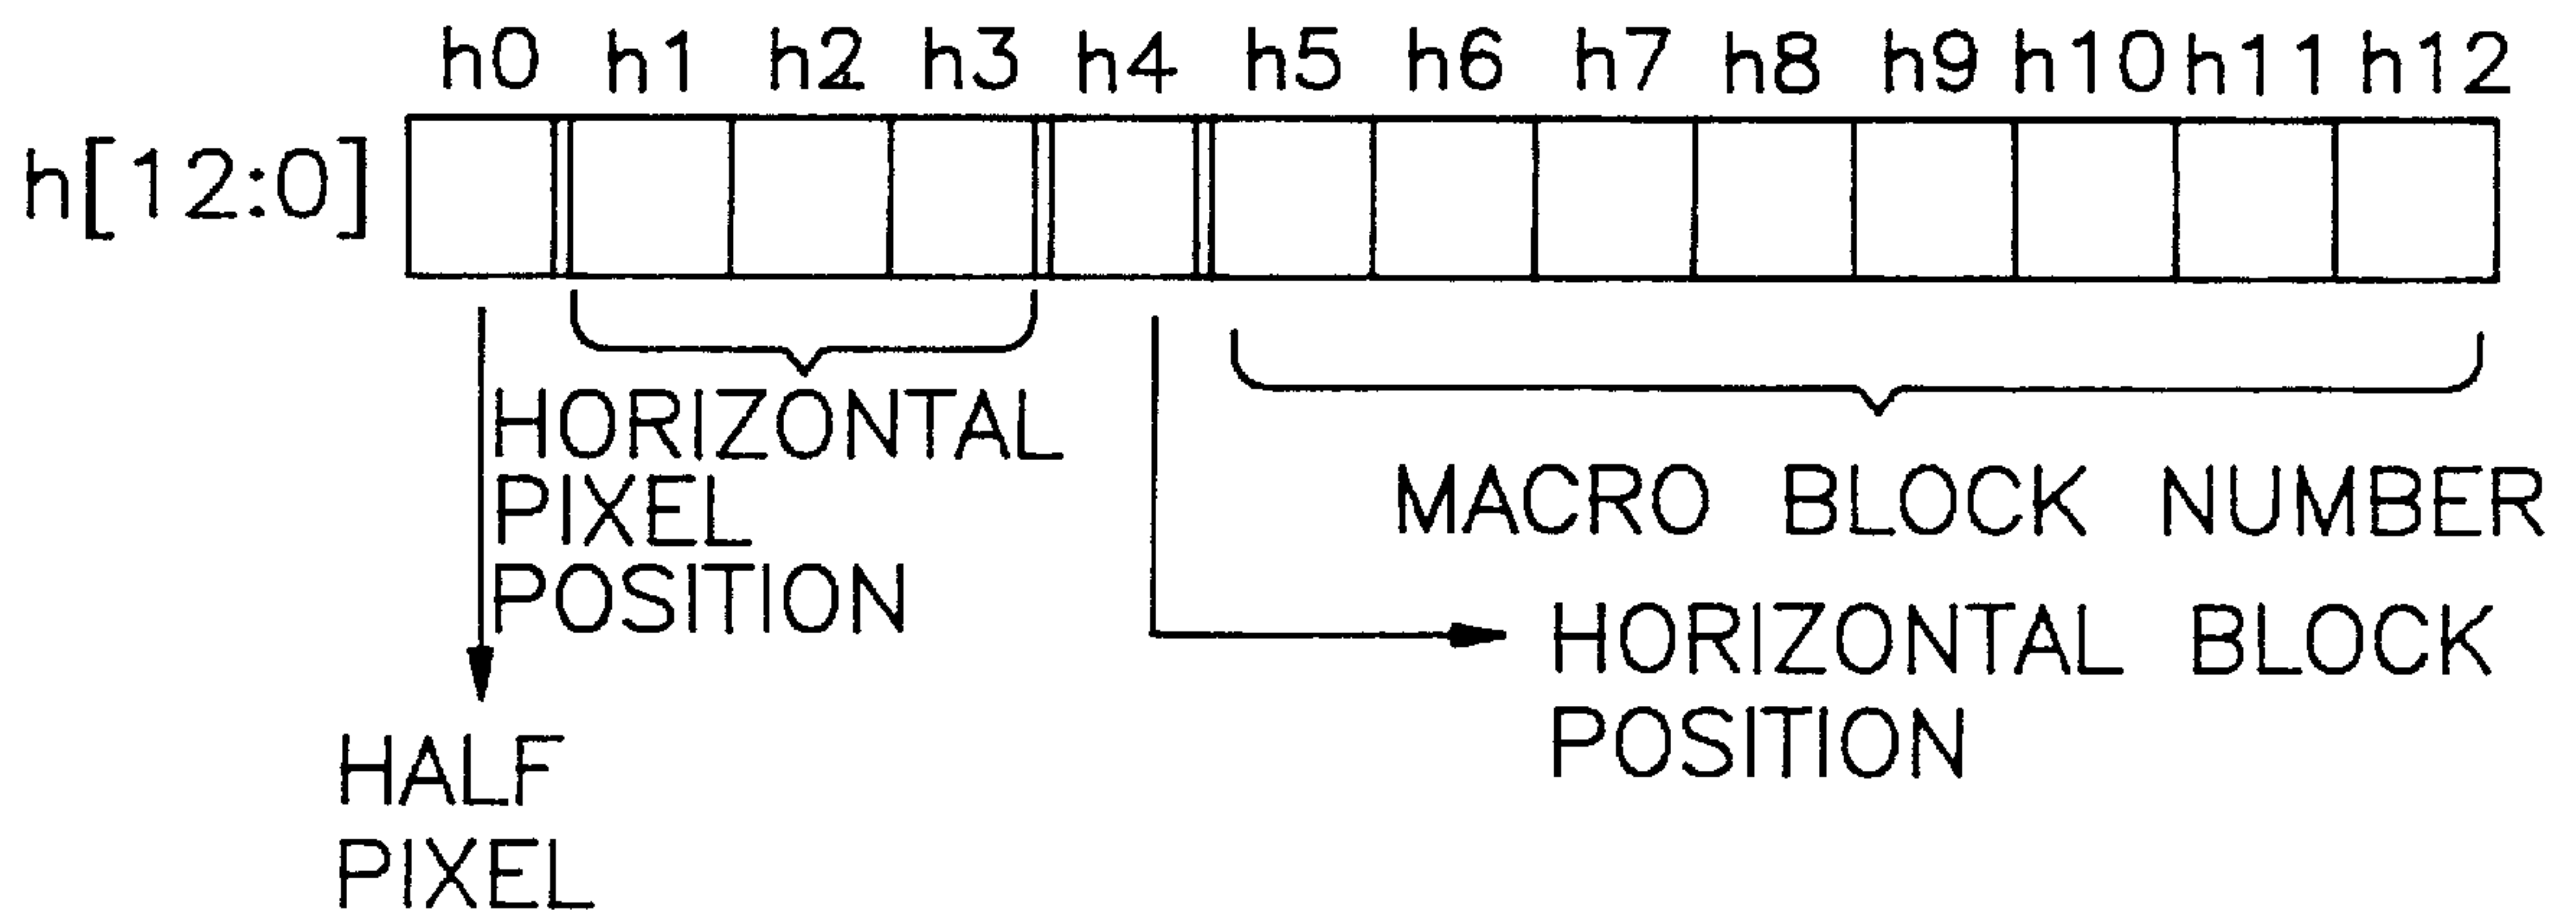 h0 h1 h2 h3 h4 h5 h6 h7 h8 h9 h10 h11 h12
h[12:0]
HORIZONTAL
PIXEL
POSITION
HALF
PIXEL
MACRO BLOCK NUMBER
HORIZONTAL BLOCK
POSITION